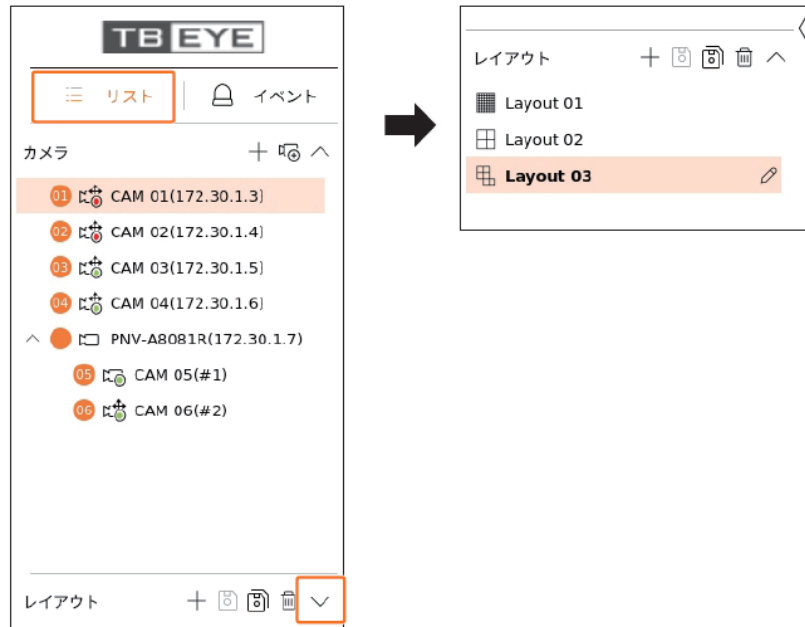 TB EYE
リスト
イベント
カメラ
01 CAM 01(172.30.1.3)
02 CAM 02(172.30.1.4)
03 CAM 03(172.30.1.5)
04 CAM 04(172.30.1.6)
PNV-A8081R(172.30.1.7)
05 CAM 05(#1)
06 CAM 06(#2)
レイアウト
レイアウト
Layout 01
Layout 02
Layout 03